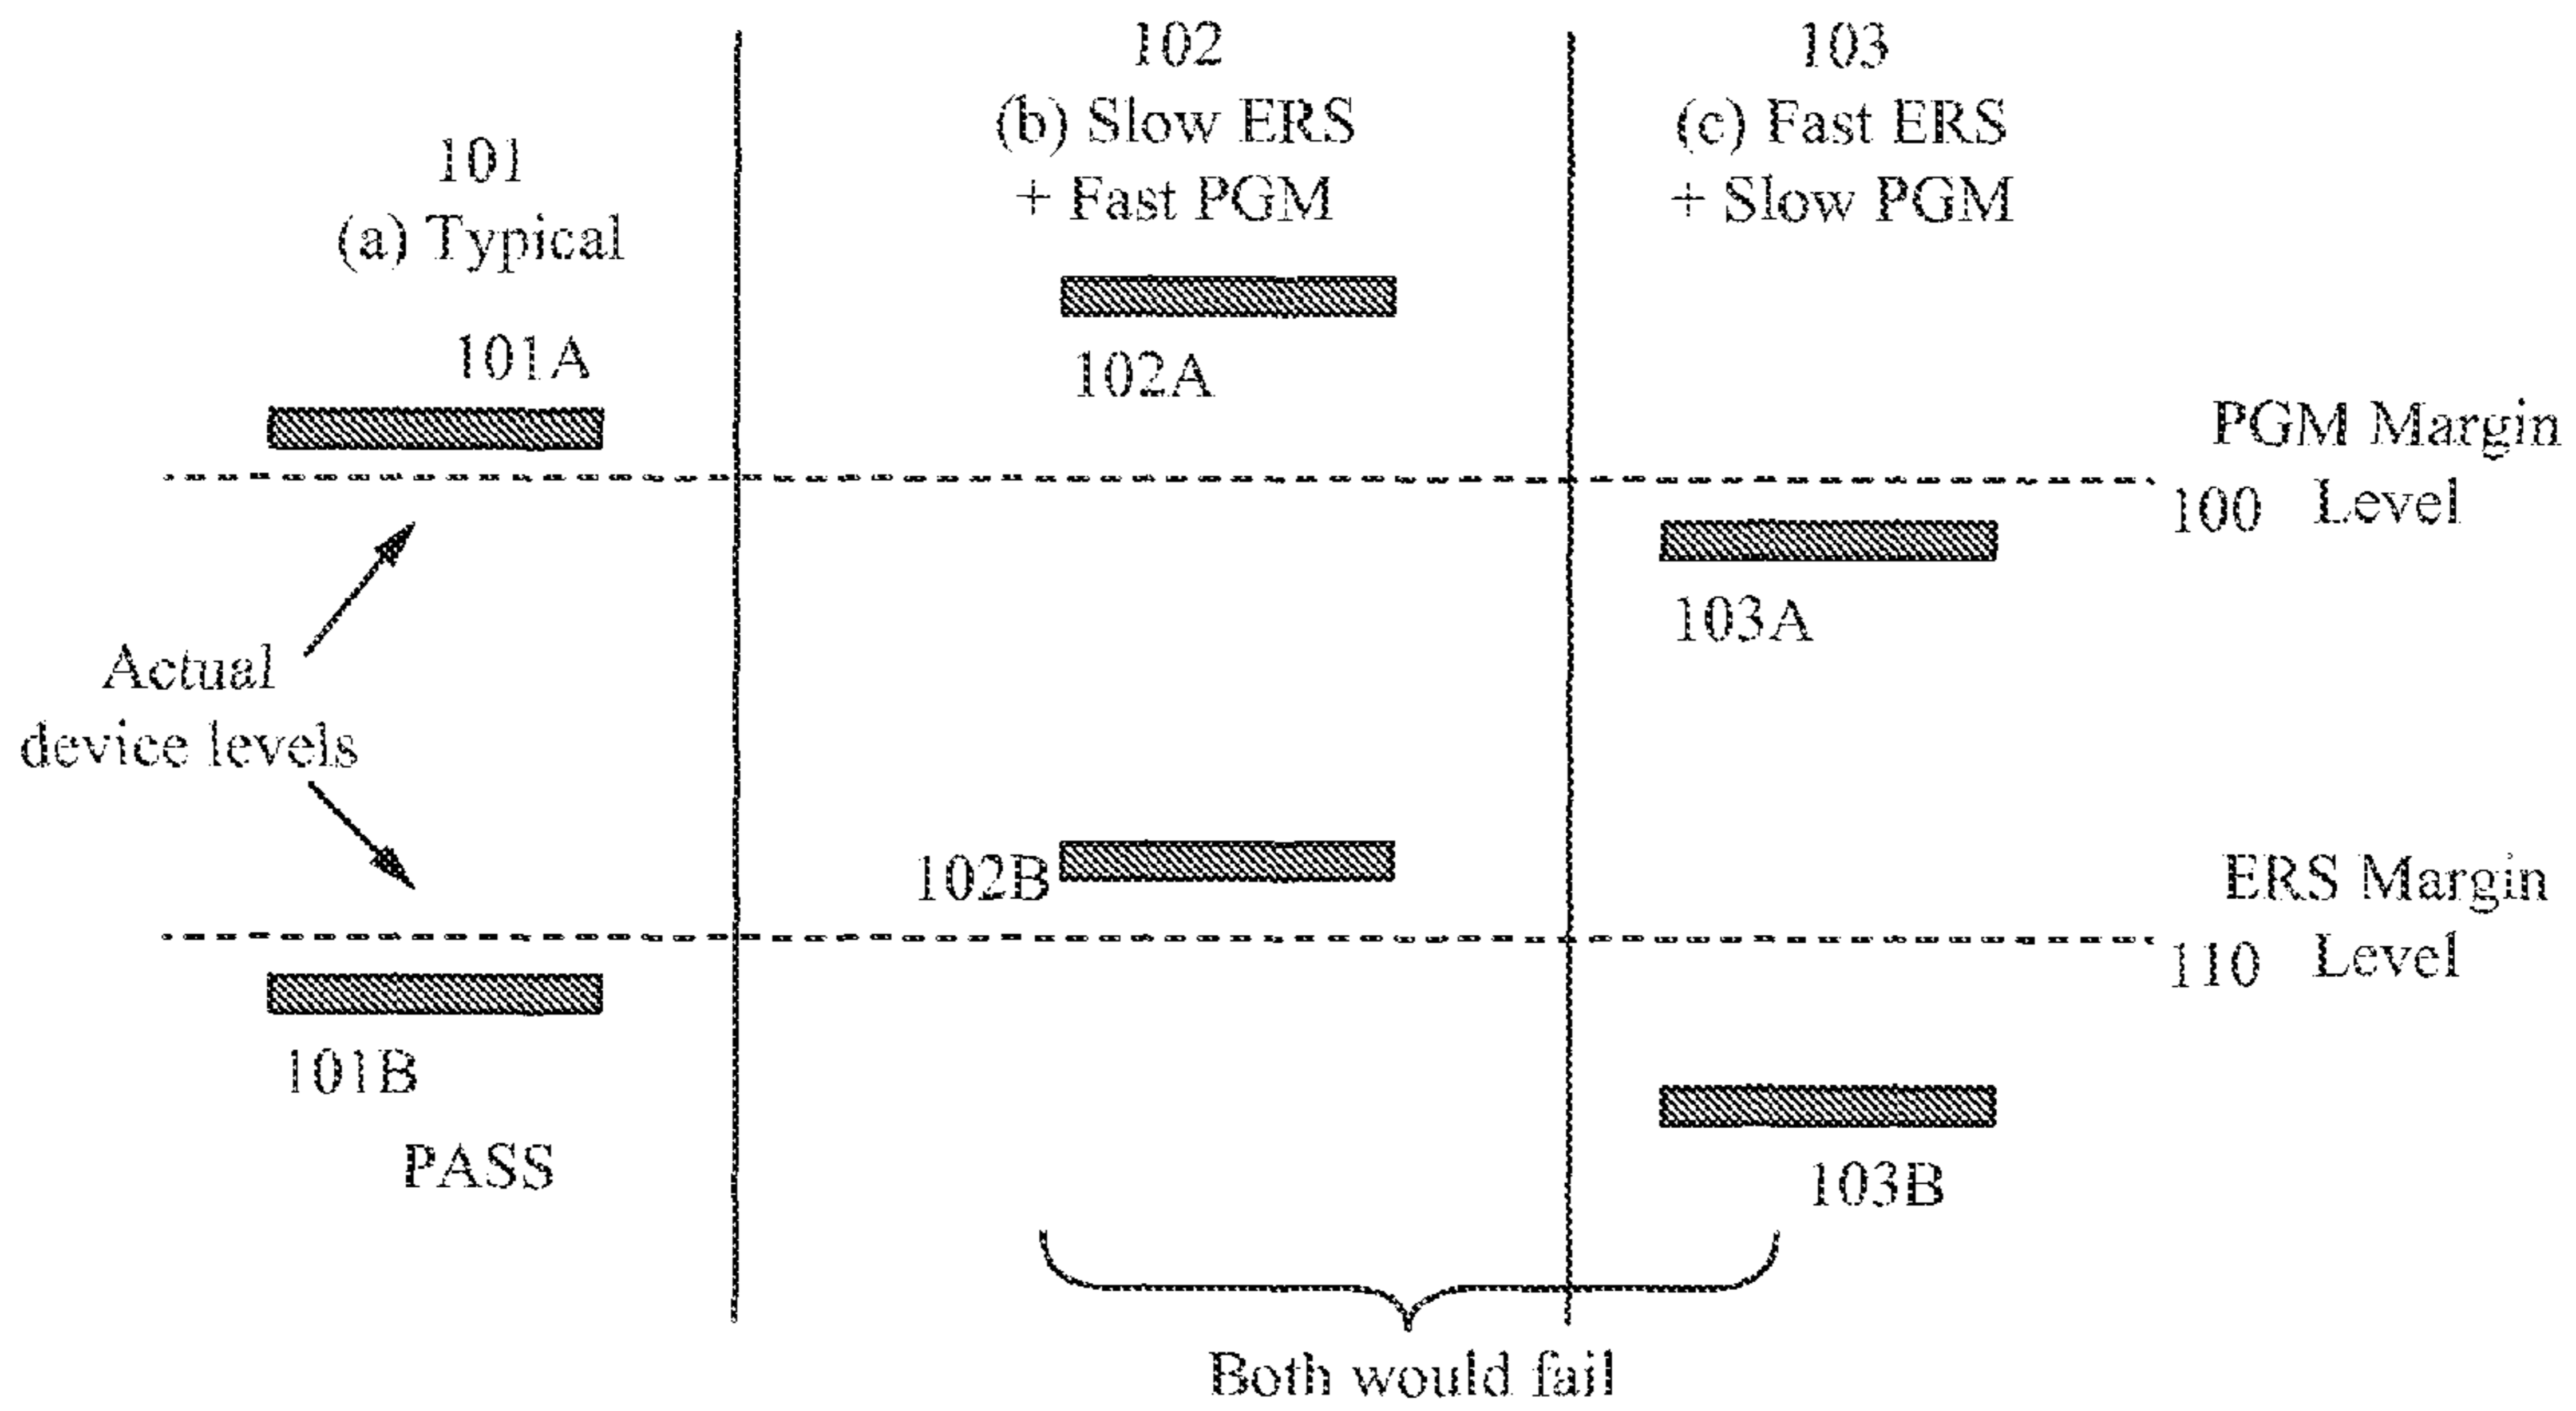 101
(a) Typical
101A
Actual
device levels
101B
PASS
102
(b) Slow ERS
+ Fast PGM
102A
102B
103
(c) Fast ERS
+ Slow PGM
103A
103B
Both would fail
PGM Margin
100 Level
ERS Margin
110 Level